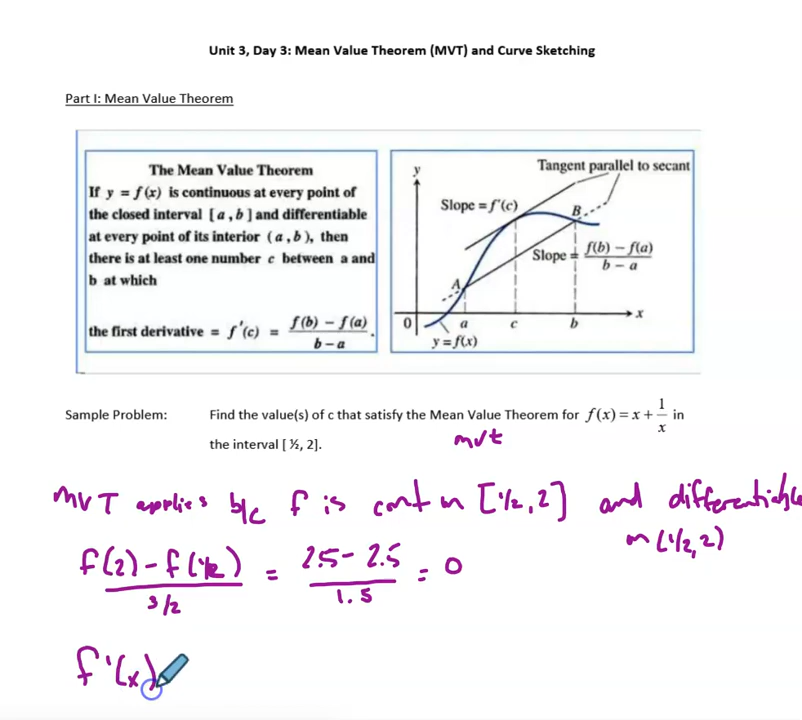 Unit 3, Day 3: Mean Value Theorem (MVT) and Curve Sketching
Part I: Mean Value Theorem
The Mean Value Theorem
If y = f(x) is continuous at every point of
the closed interval [a, b] and differentiable
at every point of its interior (a, b), then
there is at least one number c between a and
b at which
the first derivative = f'(c) = (f(b) − f(a))/(b − a).
y
Tangent parallel to secant
Slope = f'(c)
B
Slope = (f(b) − f(a))/(b − a)
A
0 a c b x
y = f(x)
Sample Problem: Find the value(s) of c that satisfy the Mean Value Theorem for f(x) = x + 1/x in
the interval [ ½, 2].
mvt
MVT applies b/c f is cont on [1/2, 2] and differentiable
on (1/2, 2)
(f(2) - f(1/2))/(3/2) = (2.5 - 2.5)/1.5 = 0
f'(x)